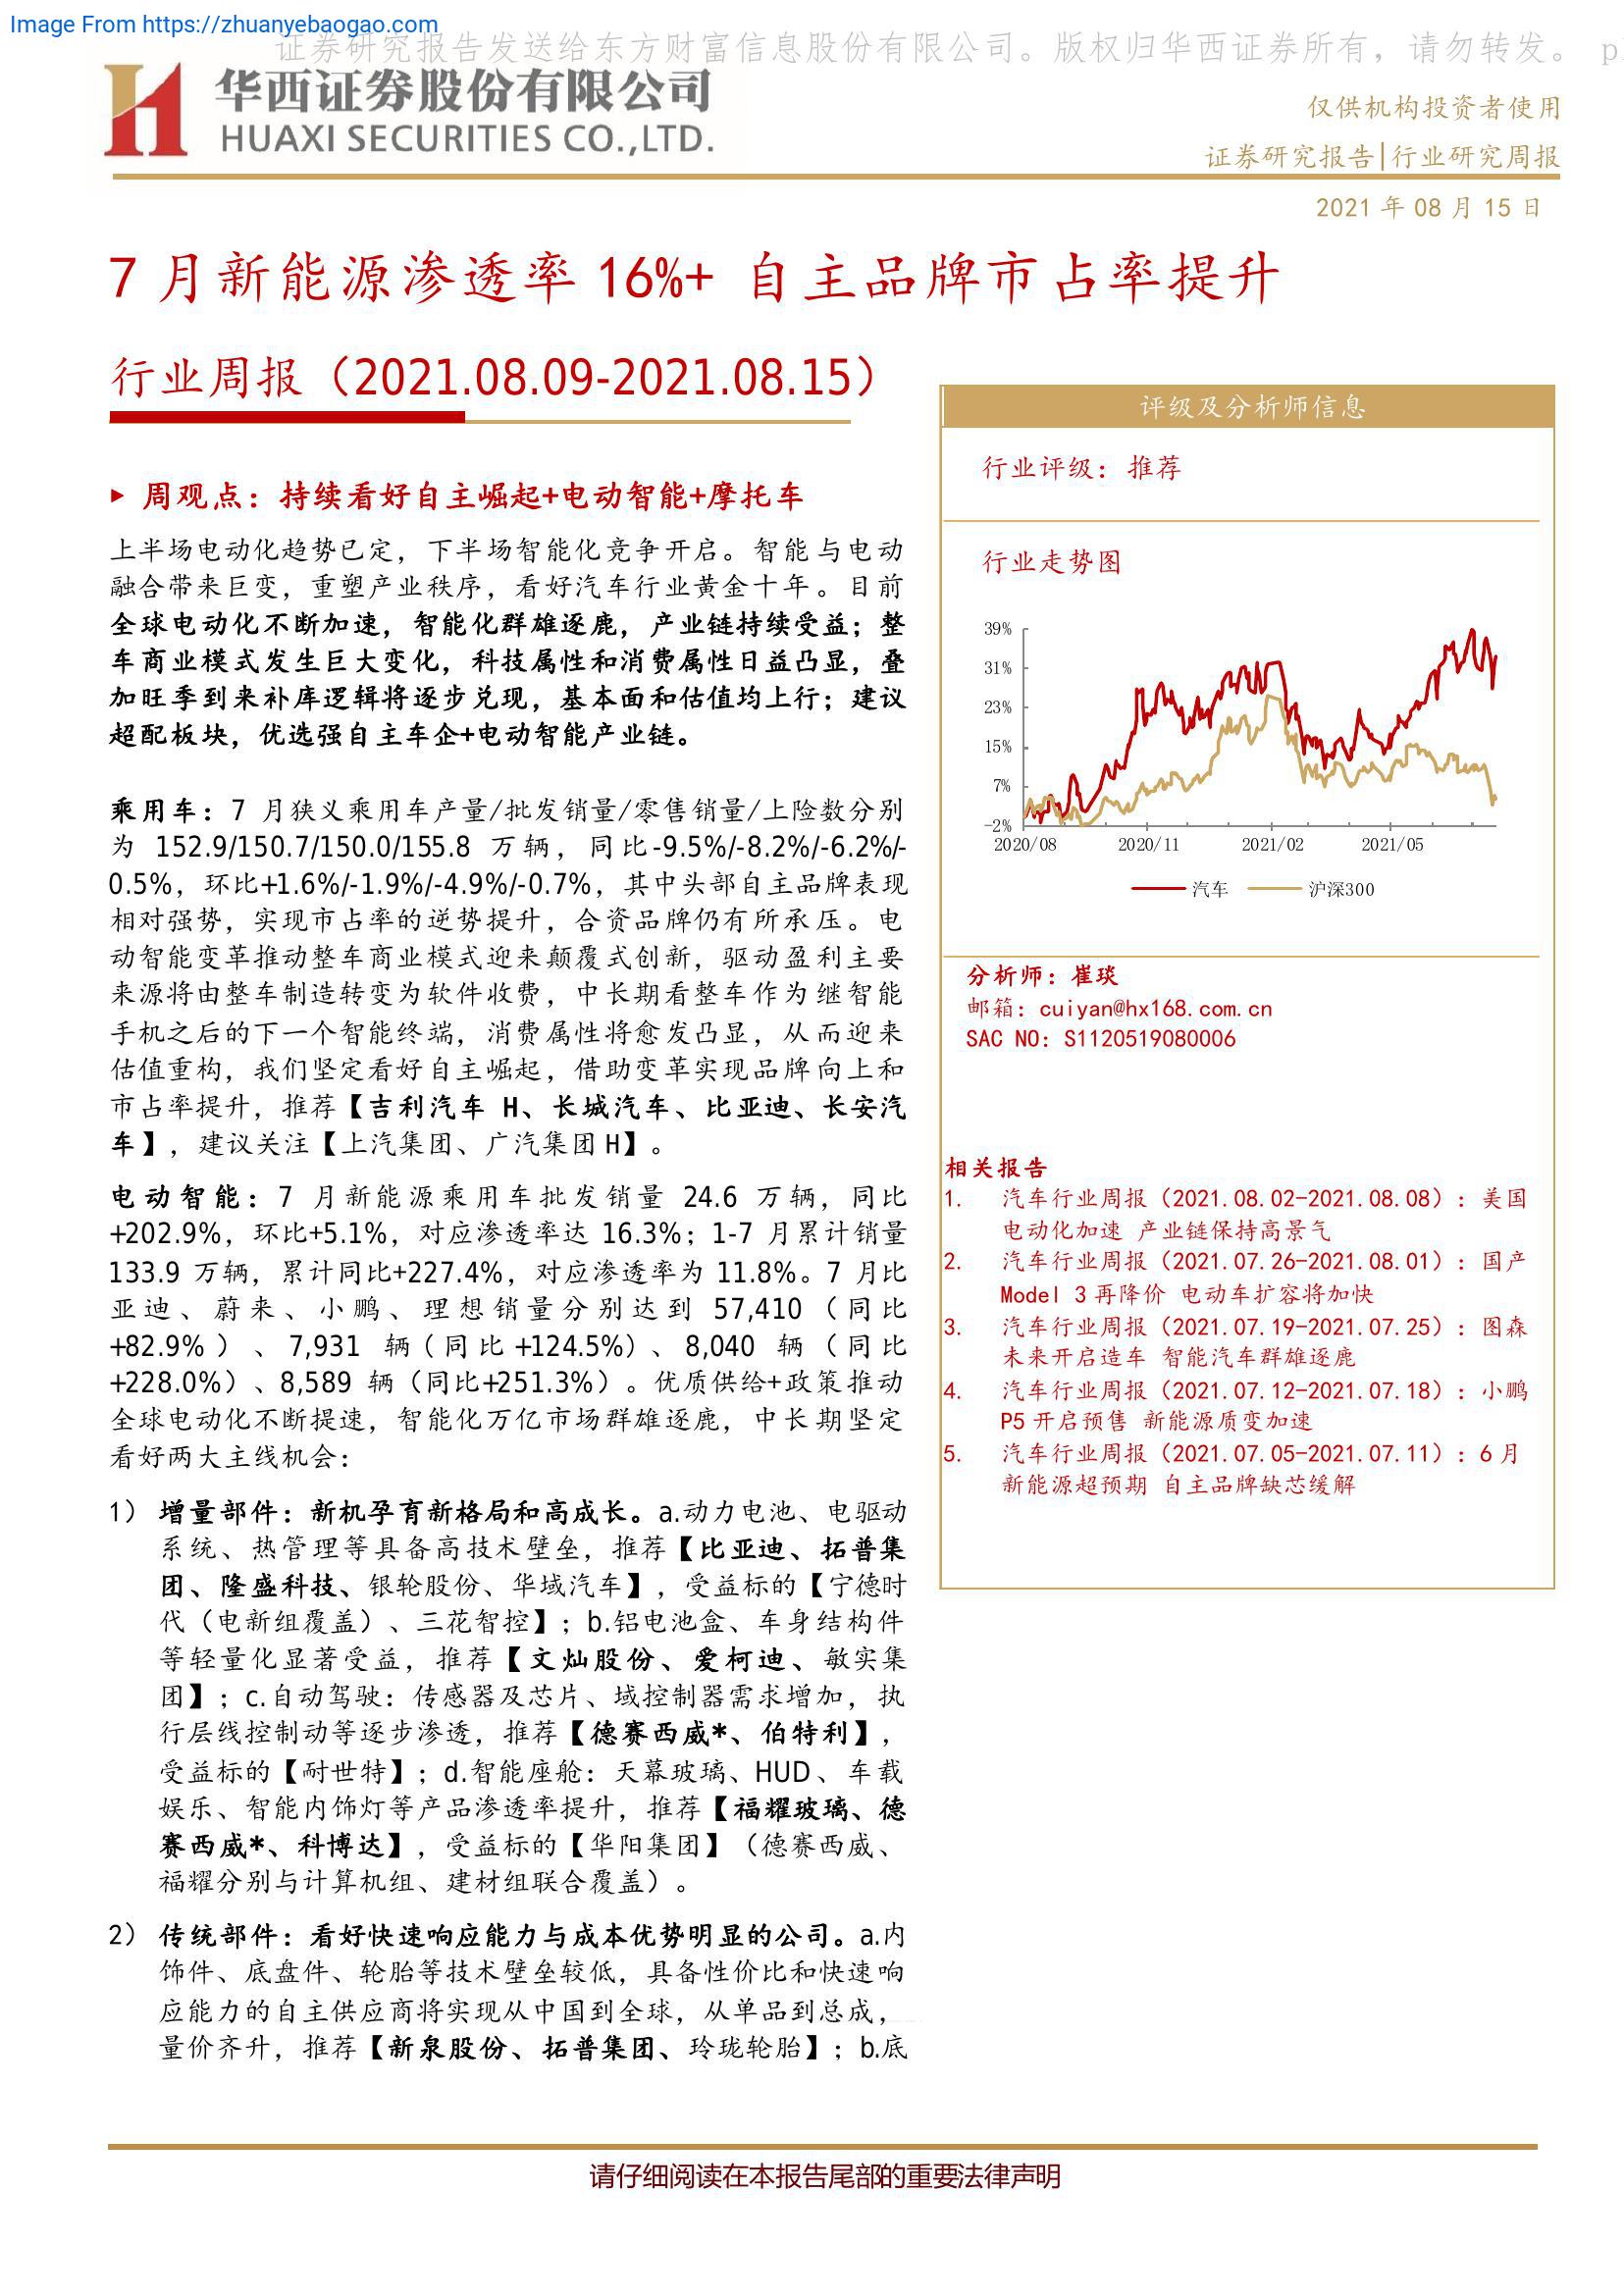 Image From https://zhuanyebaogao.com
证券研究报告发送给东方财富信息股份有限公司。版权归华西证券所有，请勿转发。 p
华西证券股份有限公司
HUAXI SECURITIES CO.,LTD.
仅供机构投资者使用
证券研究报告|行业研究周报
2021 年 08 月 15 日
7 月新能源渗透率 16%+ 自主品牌市占率提升
行业周报（2021.08.09-2021.08.15）
▸ 周观点：持续看好自主崛起+电动智能+摩托车
上半场电动化趋势已定，下半场智能化竞争开启。智能与电动
融合带来巨变，重塑产业秩序，看好汽车行业黄金十年。目前
全球电动化不断加速，智能化群雄逐鹿，产业链持续受益；整
车商业模式发生巨大变化，科技属性和消费属性日益凸显，叠
加旺季到来补库逻辑将逐步兑现，基本面和估值均上行；建议
超配板块，优选强自主车企+电动智能产业链。
乘用车：7 月狭义乘用车产量/批发销量/零售销量/上险数分别
为 152.9/150.7/150.0/155.8 万辆，同比-9.5%/-8.2%/-6.2%/-
0.5%，环比+1.6%/-1.9%/-4.9%/-0.7%，其中头部自主品牌表现
相对强势，实现市占率的逆势提升，合资品牌仍有所承压。电
动智能变革推动整车商业模式迎来颠覆式创新，驱动盈利主要
来源将由整车制造转变为软件收费，中长期看整车作为继智能
手机之后的下一个智能终端，消费属性将愈发凸显，从而迎来
估值重构，我们坚定看好自主崛起，借助变革实现品牌向上和
市占率提升，推荐【吉利汽车 H、长城汽车、比亚迪、长安汽
车】，建议关注【上汽集团、广汽集团 H】。
电动智能：7 月新能源乘用车批发销量 24.6 万辆，同比
+202.9%，环比+5.1%，对应渗透率达 16.3%；1-7 月累计销量
133.9 万辆，累计同比+227.4%，对应渗透率为 11.8%。7 月比
亚迪、蔚来、小鹏、理想销量分别达到 57,410（同比
+82.9%）、7,931 辆(同比+124.5%)、8,040 辆（同比
+228.0%）、8,589 辆（同比+251.3%）。优质供给+政策推动
全球电动化不断提速，智能化万亿市场群雄逐鹿，中长期坚定
看好两大主线机会：
1） 增量部件：新机孕育新格局和高成长。a.动力电池、电驱动
系统、热管理等具备高技术壁垒，推荐【比亚迪、拓普集
团、隆盛科技、银轮股份、华域汽车】，受益标的【宁德时
代（电新组覆盖）、三花智控】；b.铝电池盒、车身结构件
等轻量化显著受益，推荐【文灿股份、爱柯迪、敏实集
团】；c.自动驾驶：传感器及芯片、域控制器需求增加，执
行层线控制动等逐步渗透，推荐【德赛西威*、伯特利】，
受益标的【耐世特】；d.智能座舱：天幕玻璃、HUD、车载
娱乐、智能内饰灯等产品渗透率提升，推荐【福耀玻璃、德
赛西威*、科博达】，受益标的【华阳集团】（德赛西威、
福耀分别与计算机组、建材组联合覆盖）。
2） 传统部件：看好快速响应能力与成本优势明显的公司。a.内
饰件、底盘件、轮胎等技术壁垒较低，具备性价比和快速响
应能力的自主供应商将实现从中国到全球，从单品到总成，
量价齐升，推荐【新泉股份、拓普集团、玲珑轮胎】；b.底
评级及分析师信息
行业评级：推荐
行业走势图
39%
31%
23%
15%
7%
-2%
2020/08 2020/11 2021/02 2021/05
汽车 沪深300
分析师：崔琰
邮箱：cuiyan@hx168.com.cn
SAC NO：S1120519080006
相关报告
1. 汽车行业周报（2021.08.02-2021.08.08）：美国
电动化加速 产业链保持高景气
2. 汽车行业周报（2021.07.26-2021.08.01）：国产
Model 3 再降价 电动车扩容将加快
3. 汽车行业周报（2021.07.19-2021.07.25）：图森
未来开启造车 智能汽车群雄逐鹿
4. 汽车行业周报（2021.07.12-2021.07.18）：小鹏
P5 开启预售 新能源质变加速
5. 汽车行业周报（2021.07.05-2021.07.11）：6 月
新能源超预期 自主品牌缺芯缓解
请仔细阅读在本报告尾部的重要法律声明